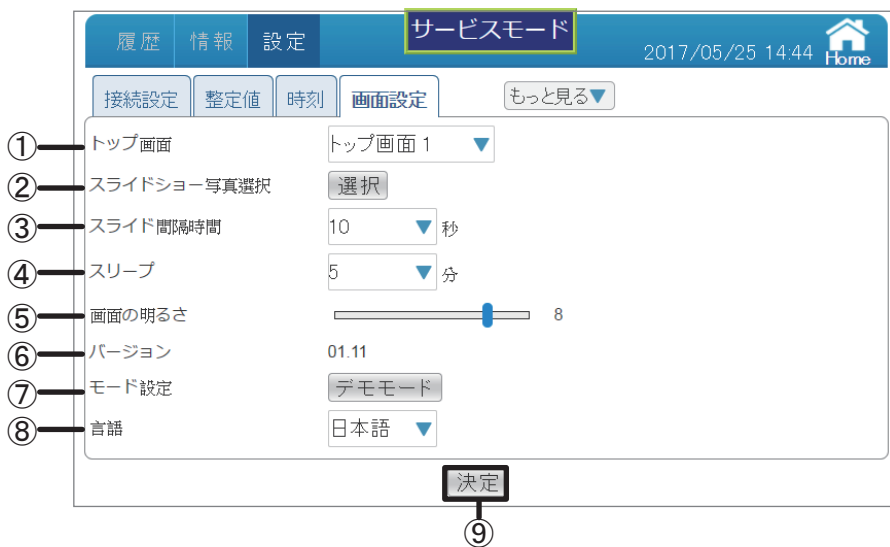 履歴 情報 設定 サービスモード 2017/05/25 14:44 Home
接続設定 整定値 時刻 画面設定 もっと見る▼
① トップ画面 トップ画面 1 ▼
② スライドショー写真選択 選択
③ スライド間隔時間 10 ▼ 秒
④ スリープ 5 ▼ 分
⑤ 画面の明るさ 8
⑥ バージョン 01.11
⑦ モード設定 デモモード
⑧ 言語 日本語 ▼
決定
⑨